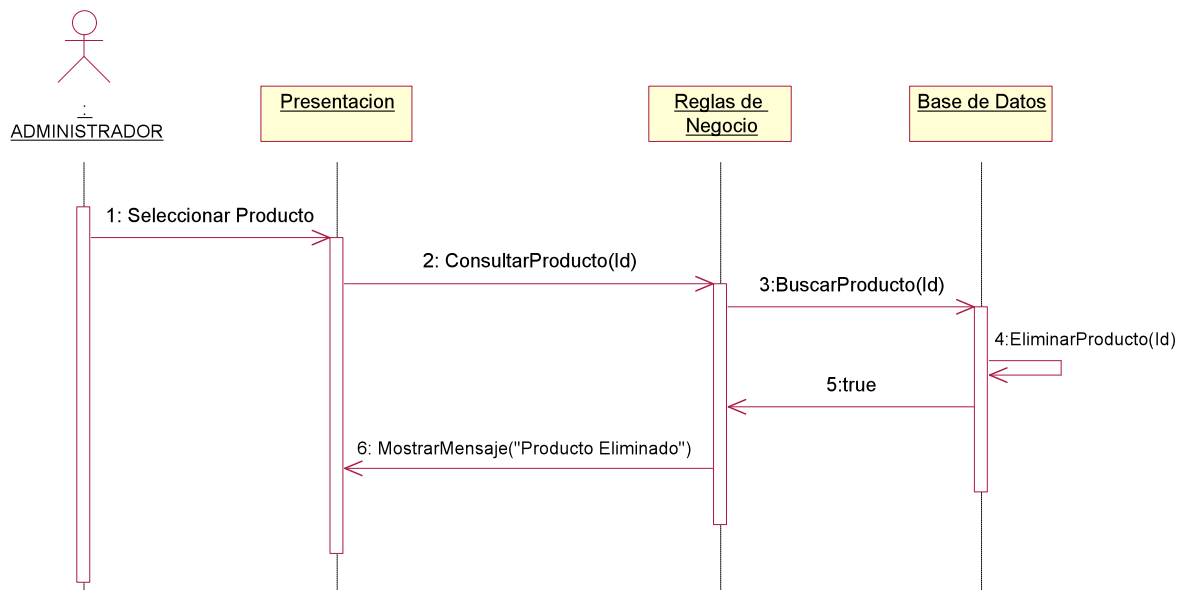 :
ADMINISTRADOR
Presentacion
Reglas de
Negocio
Base de Datos
1: Seleccionar Producto
2: ConsultarProducto(Id)
3:BuscarProducto(Id)
4:EliminarProducto(Id)
5:true
6: MostrarMensaje("Producto Eliminado")